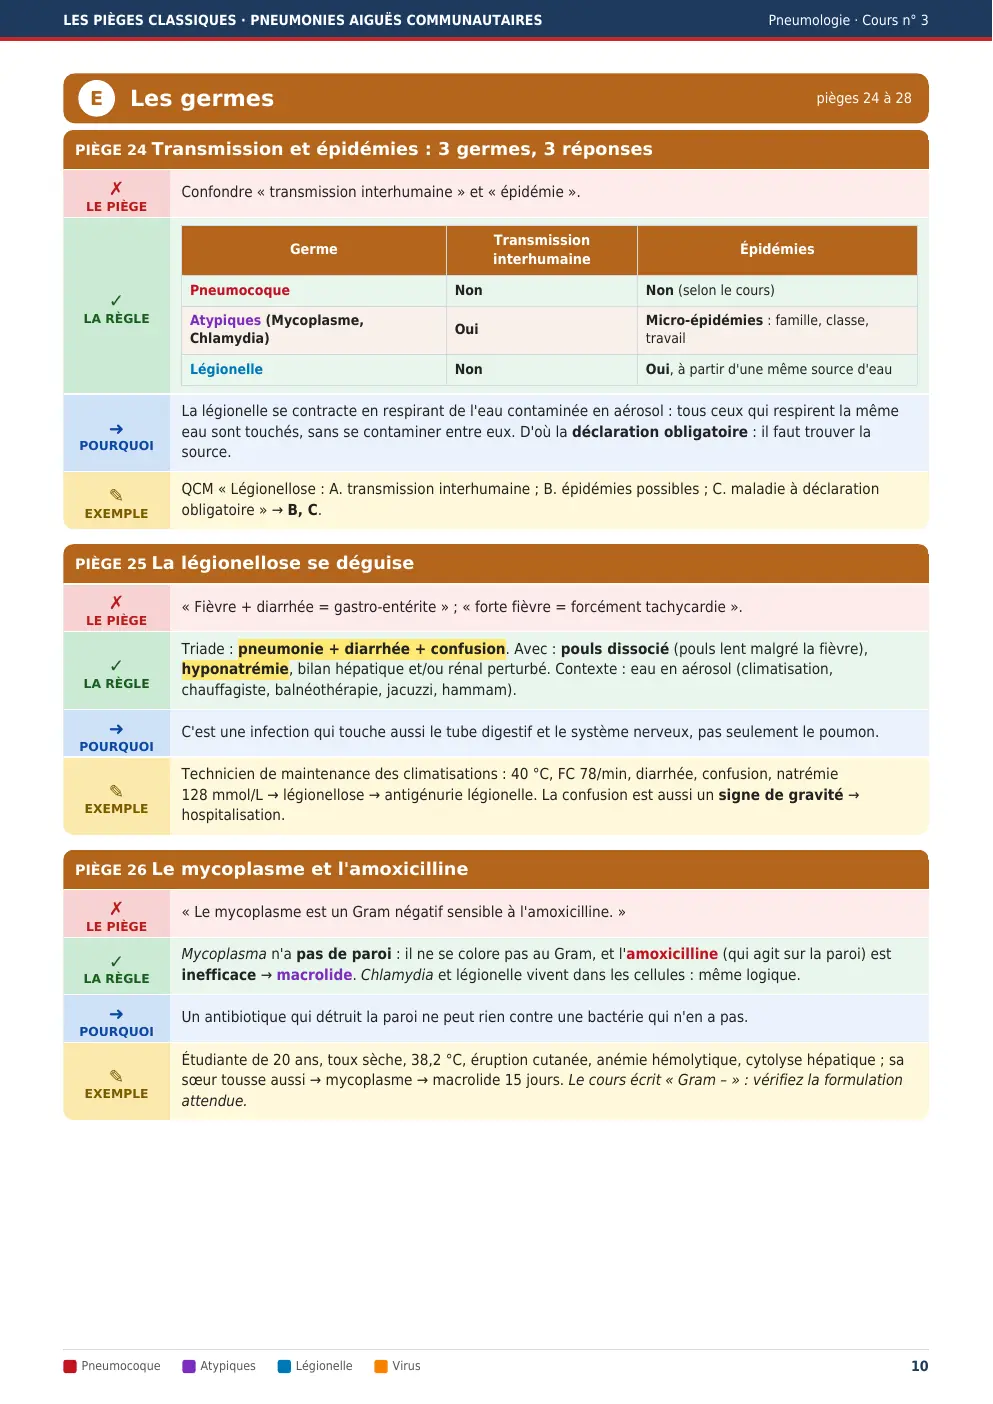 LES PIÈGES CLASSIQUES · PNEUMONIES AIGUËS COMMUNAUTAIRES
Pneumologie · Cours n° 3
E Les germes
pièges 24 à 28
PIÈGE 24 Transmission et épidémies : 3 germes, 3 réponses
✗
LE PIÈGE
Confondre « transmission interhumaine » et « épidémie ».
✓
LA RÈGLE
Germe
Transmission
interhumaine
Épidémies
Pneumocoque
Non
Non (selon le cours)
Atypiques (Mycoplasme,
Chlamydia)
Oui
Micro-épidémies : famille, classe,
travail
Légionelle
Non
Oui, à partir d'une même source d'eau
➜
POURQUOI
La légionelle se contracte en respirant de l'eau contaminée en aérosol : tous ceux qui respirent la même
eau sont touchés, sans se contaminer entre eux. D'où la déclaration obligatoire : il faut trouver la
source.
✎
EXEMPLE
QCM « Légionellose : A. transmission interhumaine ; B. épidémies possibles ; C. maladie à déclaration
obligatoire » → B, C.
PIÈGE 25 La légionellose se déguise
✗
LE PIÈGE
« Fièvre + diarrhée = gastro-entérite » ; « forte fièvre = forcément tachycardie ».
✓
LA RÈGLE
Triade : pneumonie + diarrhée + confusion. Avec : pouls dissocié (pouls lent malgré la fièvre),
hyponatrémie, bilan hépatique et/ou rénal perturbé. Contexte : eau en aérosol (climatisation,
chauffagiste, balnéothérapie, jacuzzi, hammam).
➜
POURQUOI
C'est une infection qui touche aussi le tube digestif et le système nerveux, pas seulement le poumon.
✎
EXEMPLE
Technicien de maintenance des climatisations : 40 °C, FC 78/min, diarrhée, confusion, natrémie
128 mmol/L → légionellose → antigénurie légionelle. La confusion est aussi un signe de gravité →
hospitalisation.
PIÈGE 26 Le mycoplasme et l'amoxicilline
✗
LE PIÈGE
« Le mycoplasme est un Gram négatif sensible à l'amoxicilline. »
✓
LA RÈGLE
Mycoplasma n'a pas de paroi : il ne se colore pas au Gram, et l'amoxicilline (qui agit sur la paroi) est
inefficace → macrolide. Chlamydia et légionelle vivent dans les cellules : même logique.
➜
POURQUOI
Un antibiotique qui détruit la paroi ne peut rien contre une bactérie qui n'en a pas.
✎
EXEMPLE
Étudiante de 20 ans, toux sèche, 38,2 °C, éruption cutanée, anémie hémolytique, cytolyse hépatique ; sa
sœur tousse aussi → mycoplasme → macrolide 15 jours. Le cours écrit « Gram – » : vérifiez la formulation
attendue.
Pneumocoque
Atypiques
Légionelle
Virus
10